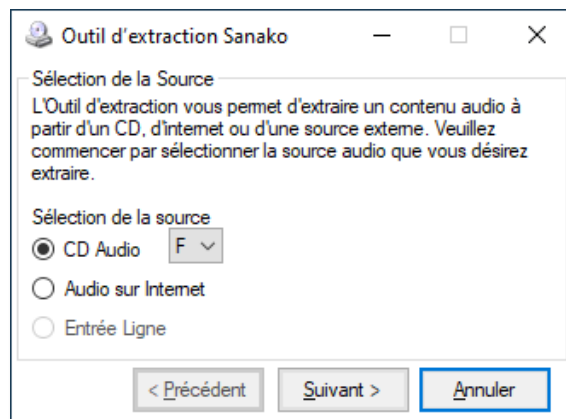 Outil d'extraction Sanako
Sélection de la Source
L'Outil d'extraction vous permet d'extraire un contenu audio à
partir d'un CD, d'internet ou d'une source externe. Veuillez
commencer par sélectionner la source audio que vous désirez
extraire.
Sélection de la source
CD Audio F
Audio sur Internet
Entrée Ligne
< Précédent Suivant > Annuler